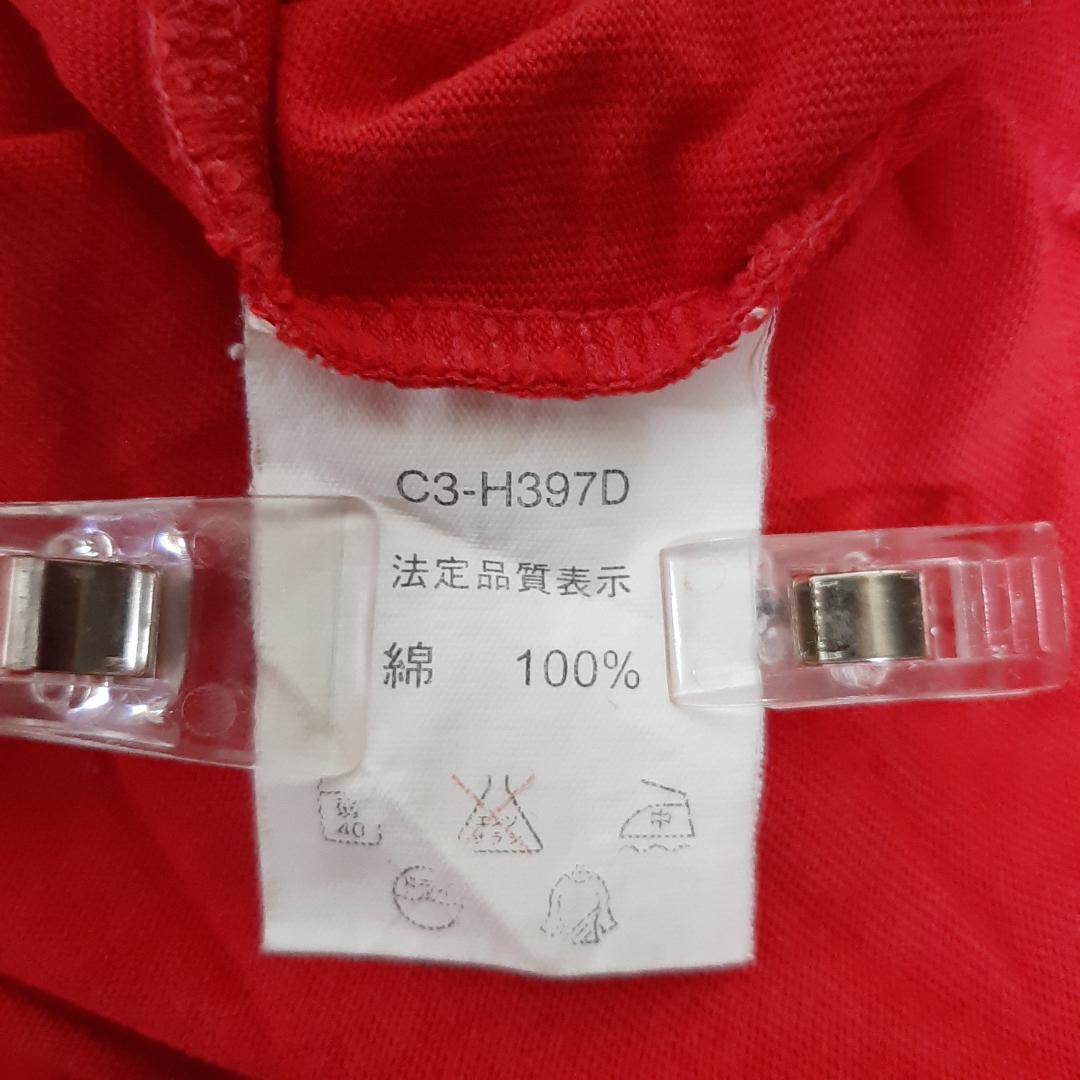 C3-H397D
法定品質表示
綿 100%
弱 中
40
エンソ
サラシ
ドライ